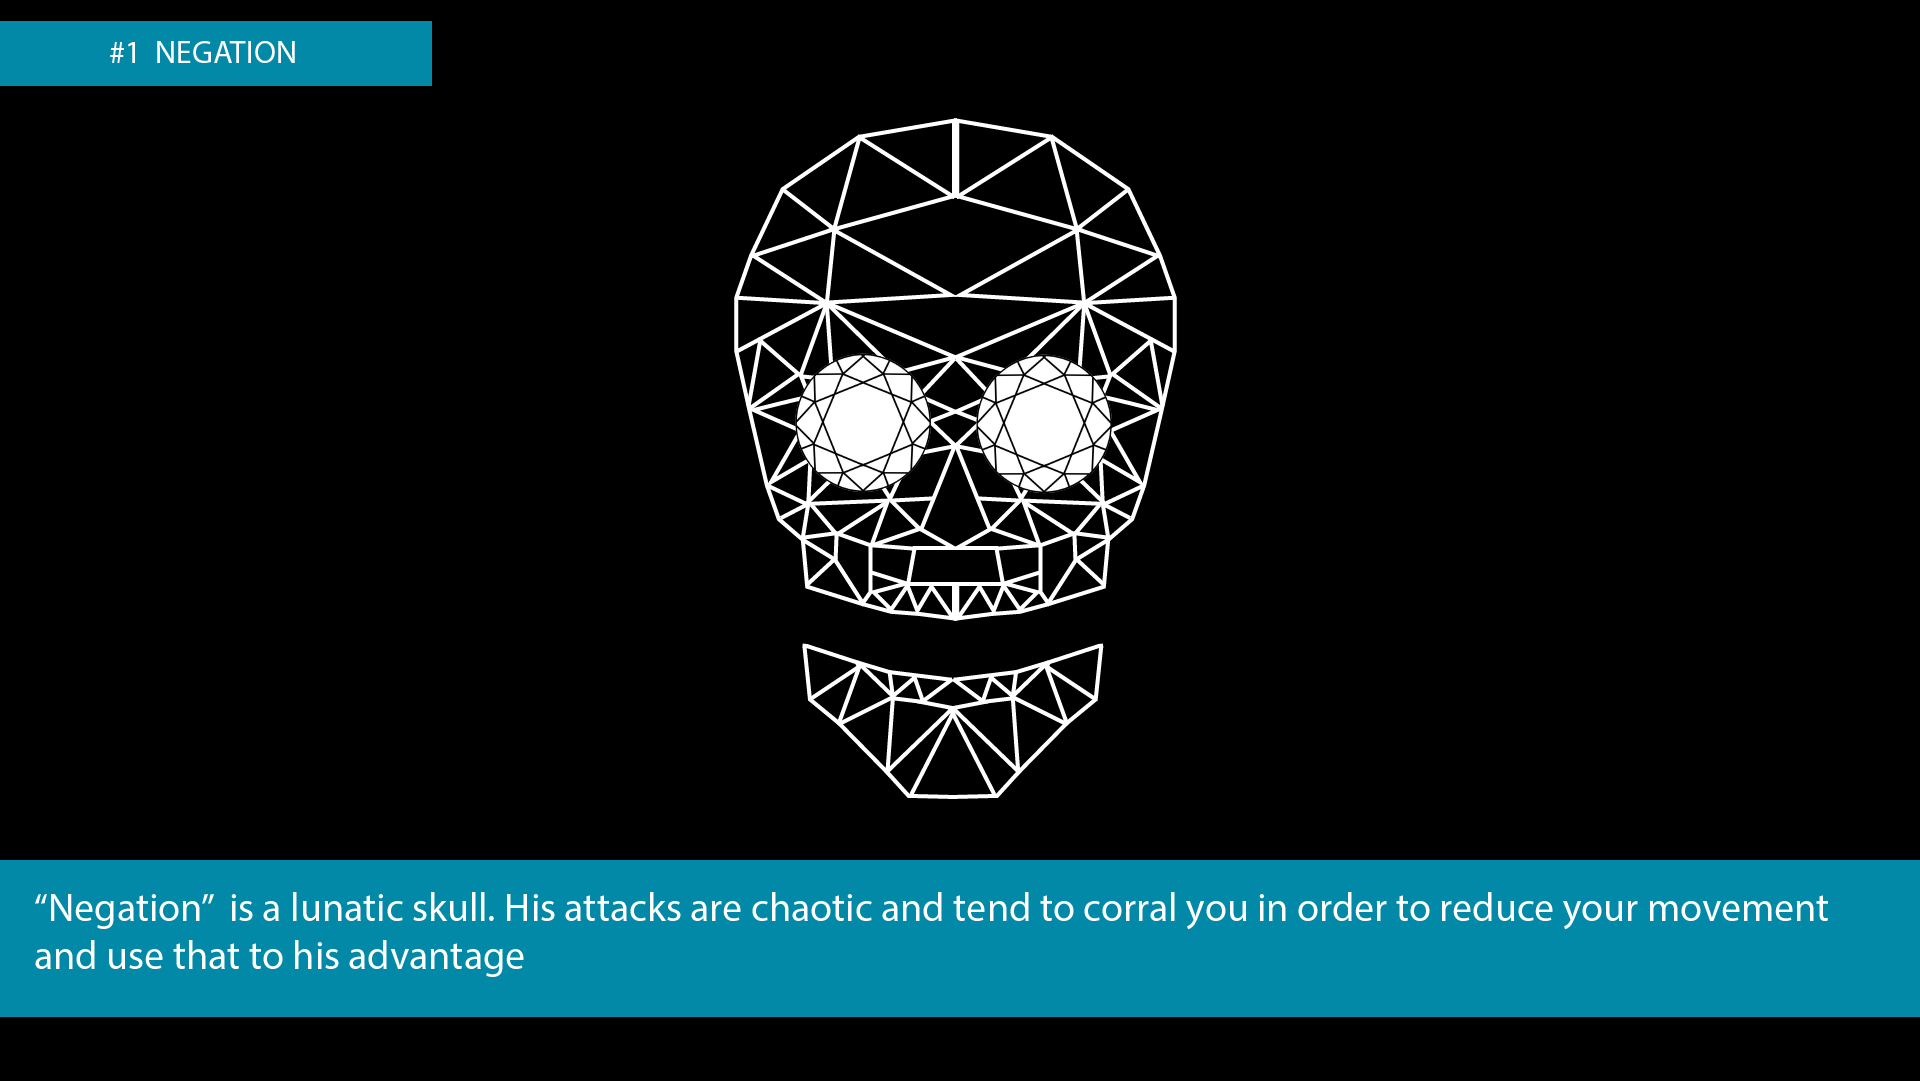 #1 NEGATION
“Negation” is a lunatic skull. His attacks are chaotic and tend to corral you in order to reduce your movement
and use that to his advantage